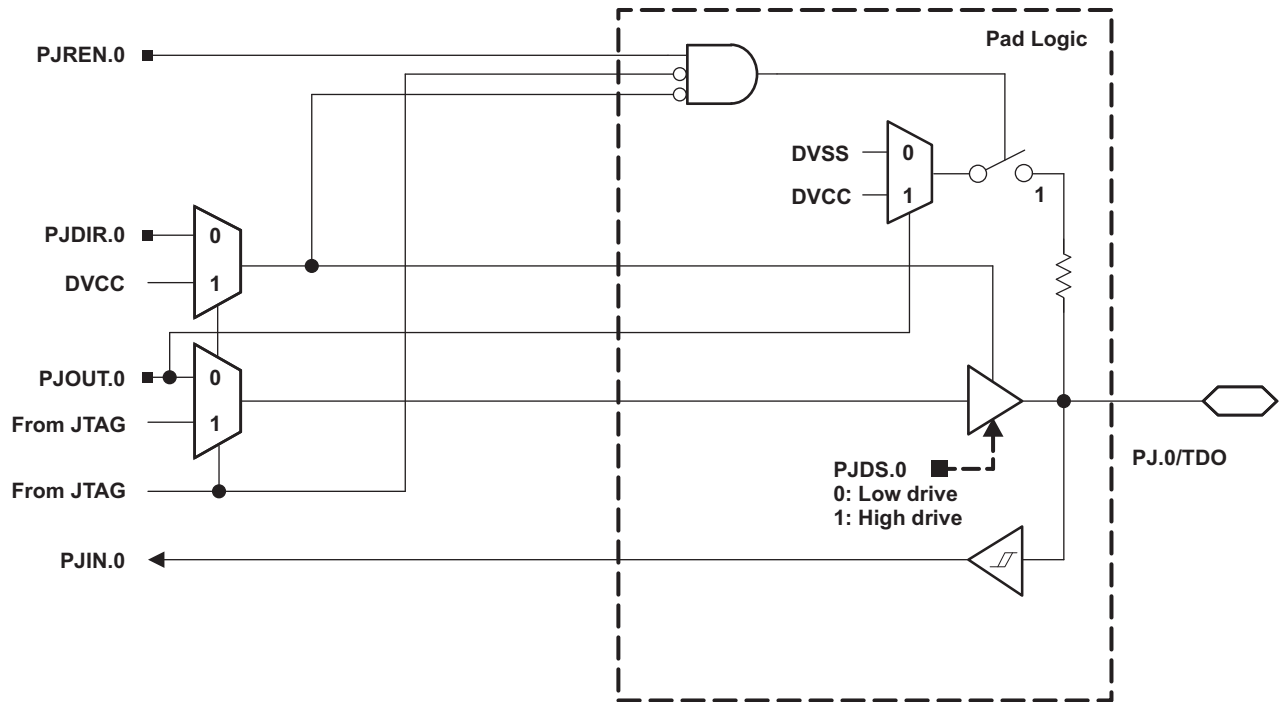 Pad Logic
PJREN.0
DVSS
0
DVCC
1
1
PJDIR.0
0
DVCC
1
PJOUT.0
0
From JTAG
1
PJ.0/TDO
PJDS.0
0: Low drive
1: High drive
From JTAG
PJIN.0